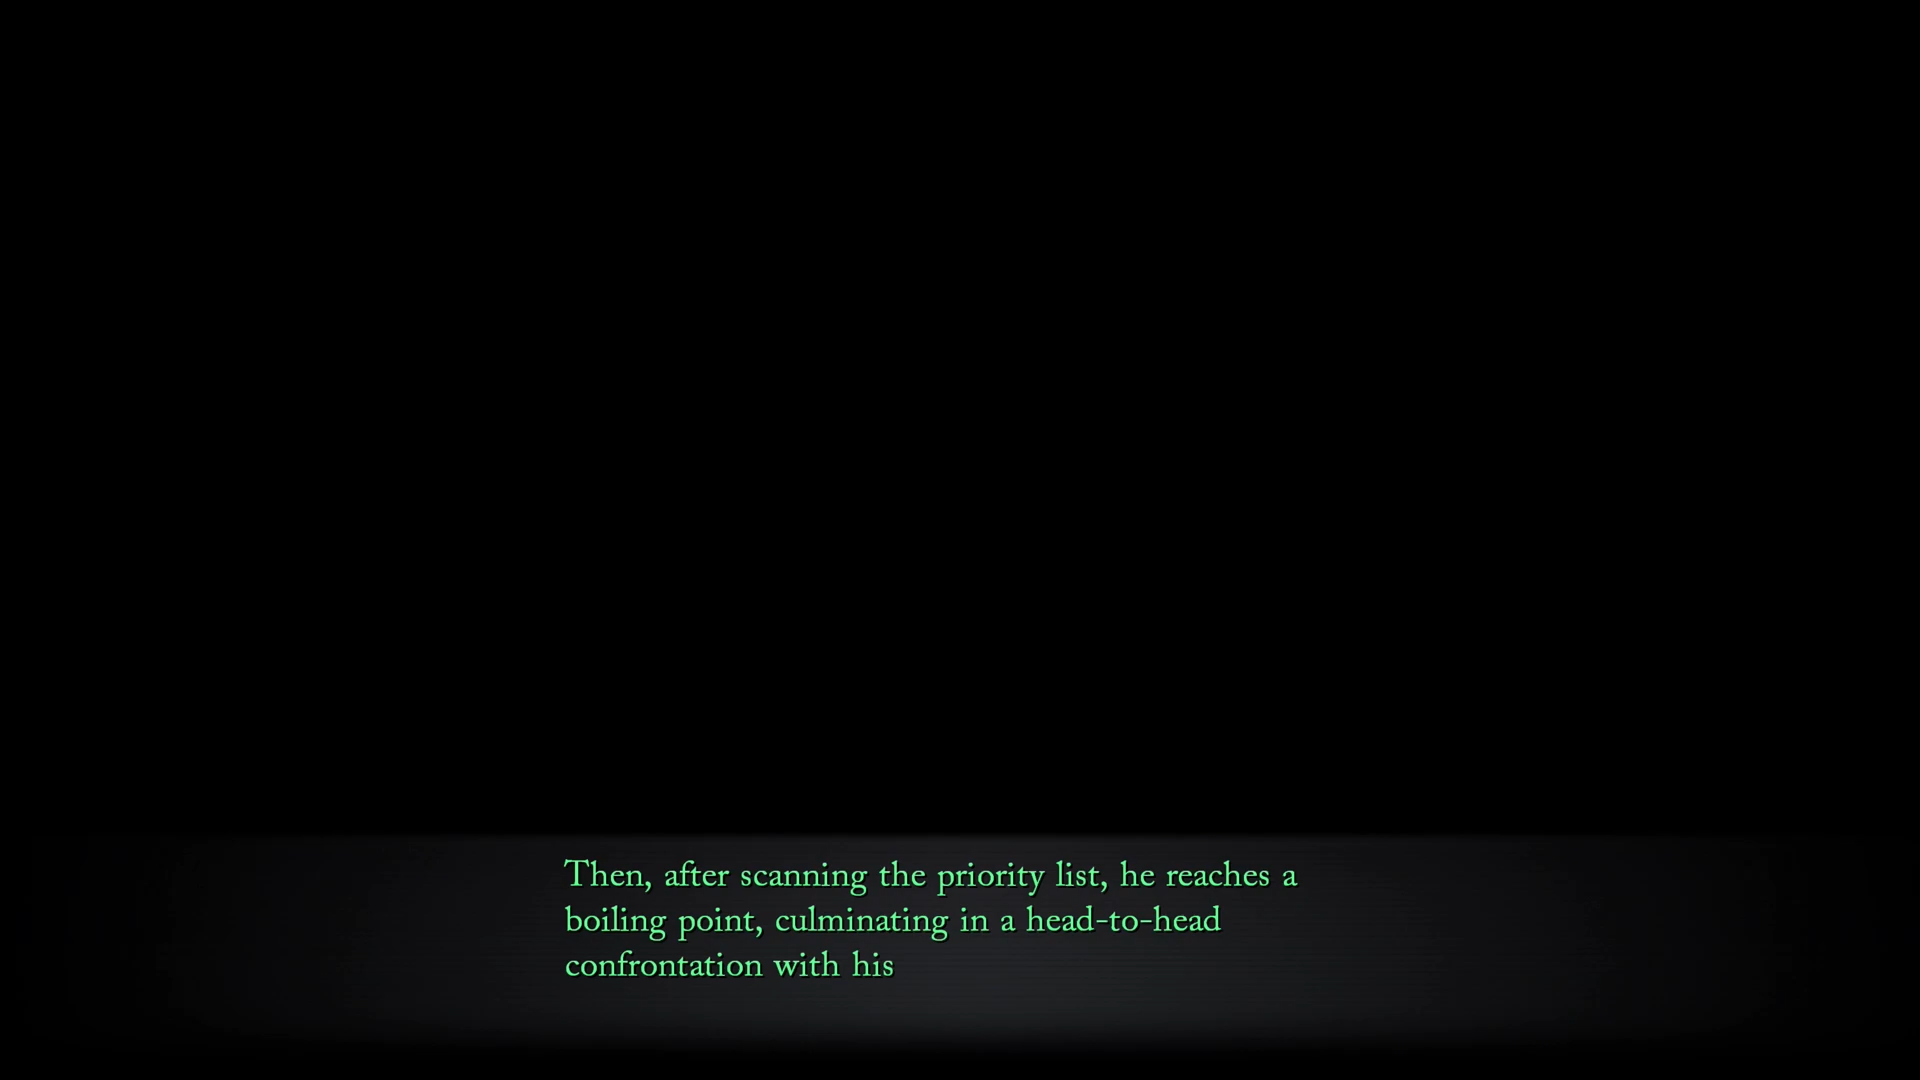 Then, after scanning the priority list, he reaches a
boiling point, culminating in a head-to-head
confrontation with his